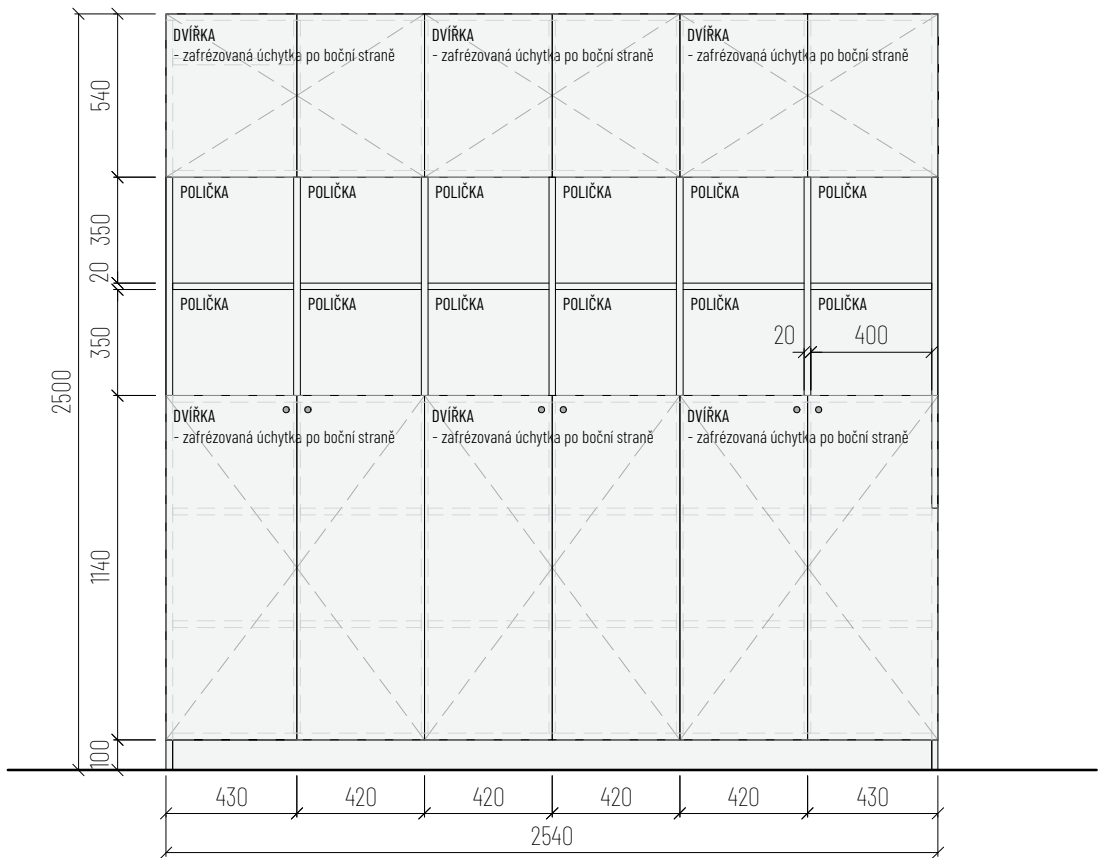 DVÍŘKA
- zafrézovaná úchytka po boční straně
DVÍŘKA
- zafrézovaná úchytka po boční straně
DVÍŘKA
- zafrézovaná úchytka po boční straně
540
POLIČKA
POLIČKA
POLIČKA
POLIČKA
POLIČKA
POLIČKA
350
20
POLIČKA
POLIČKA
POLIČKA
POLIČKA
POLIČKA
POLIČKA
350
20
400
2500
DVÍŘKA
- zafrézovaná úchytka po boční straně
DVÍŘKA
- zafrézovaná úchytka po boční straně
DVÍŘKA
- zafrézovaná úchytka po boční straně
1140
100
430
420
420
420
420
430
2540